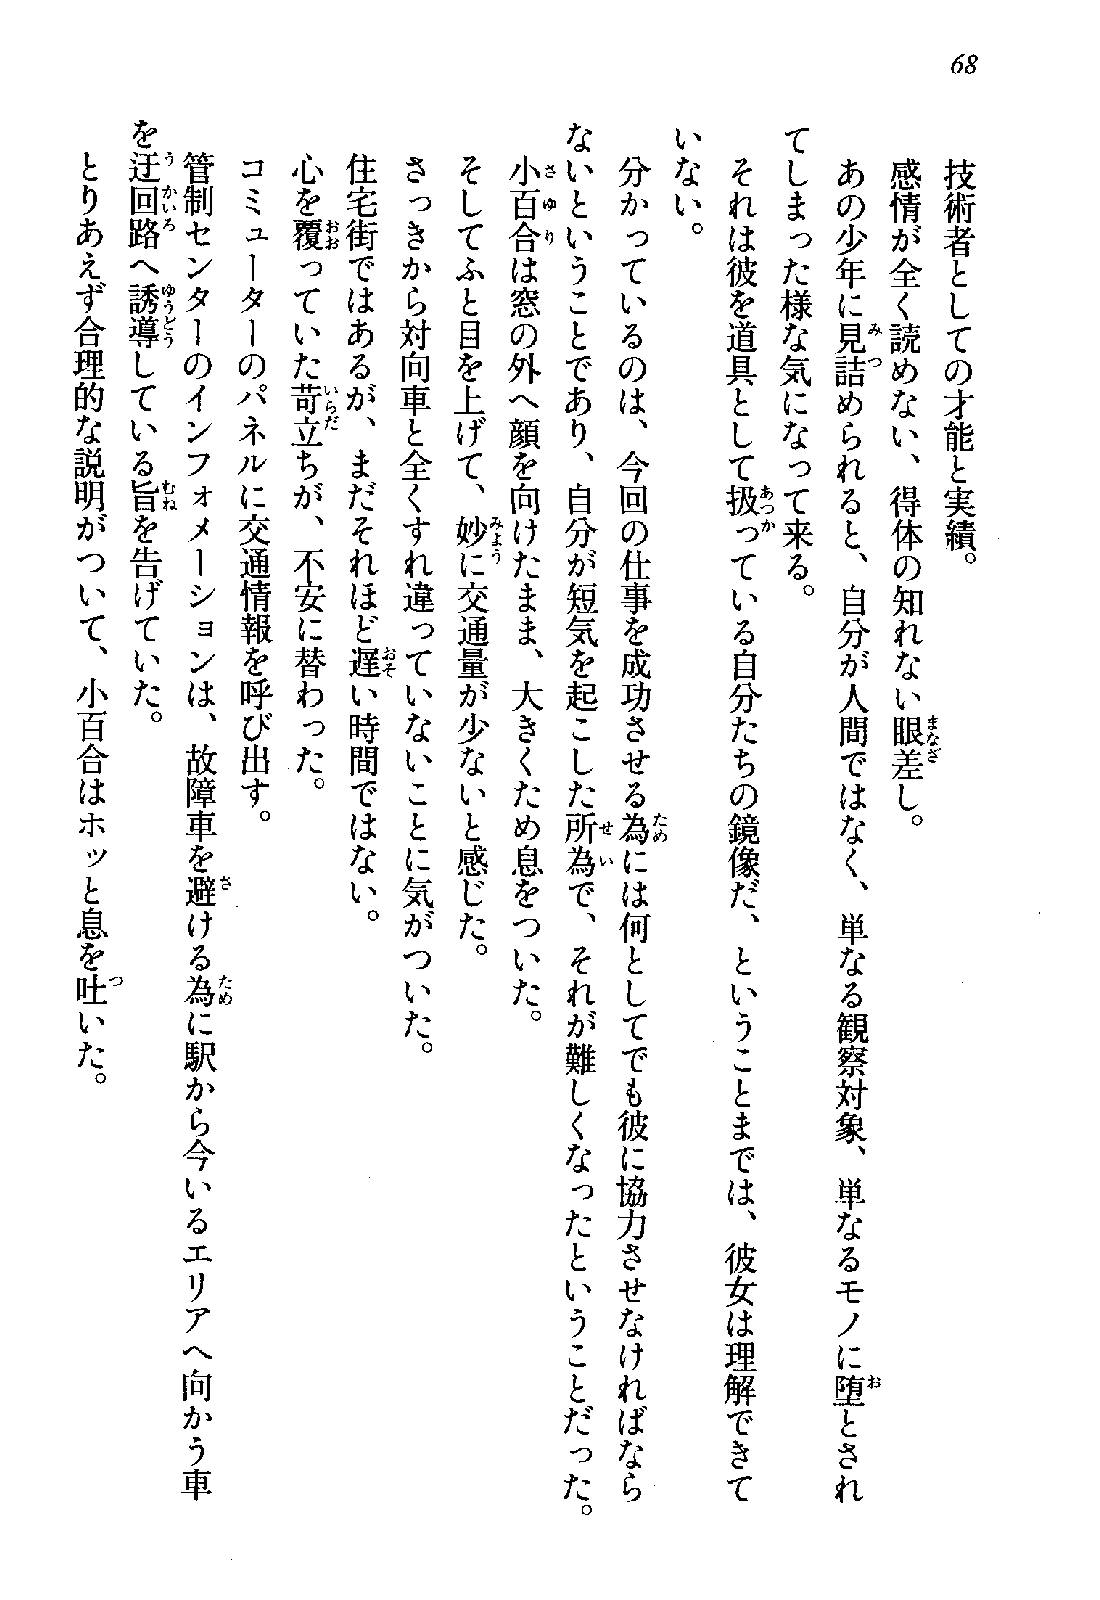 68
技術者としての才能と実績。
感情が全く読めない、得体の知れない眼差し。
あの少年に見詰められると、自分が人間ではなく、単なる観察対象、単なるモノに堕とされ
てしまった様な気になって来る。
それは彼を道具として扱っている自分たちの鏡像だ、ということまでは、彼女は理解できて
いない。
分かっているのは、今回の仕事を成功させる為には何としてでも彼に協力させなければなら
ないということであり、自分が短気を起こした所為で、それが難しくなったということだった。
小百合は窓の外へ顔を向けたまま、大きくため息をついた。
そしてふと目を上げて、妙に交通量が少ないと感じた。
さっきから対向車と全くすれ違っていないことに気がついた。
住宅街ではあるが、まだそれほど遅い時間ではない。
心を覆っていた苛立ちが、不安に替わった。
コミューターのパネルに交通情報を呼び出す。
管制センターのインフォメーションは、故障車を避ける為に駅から今いるエリアへ向かう車
を迂回路へ誘導している旨を告げていた。
とりあえず合理的な説明がついて、小百合はホッと息を吐いた。